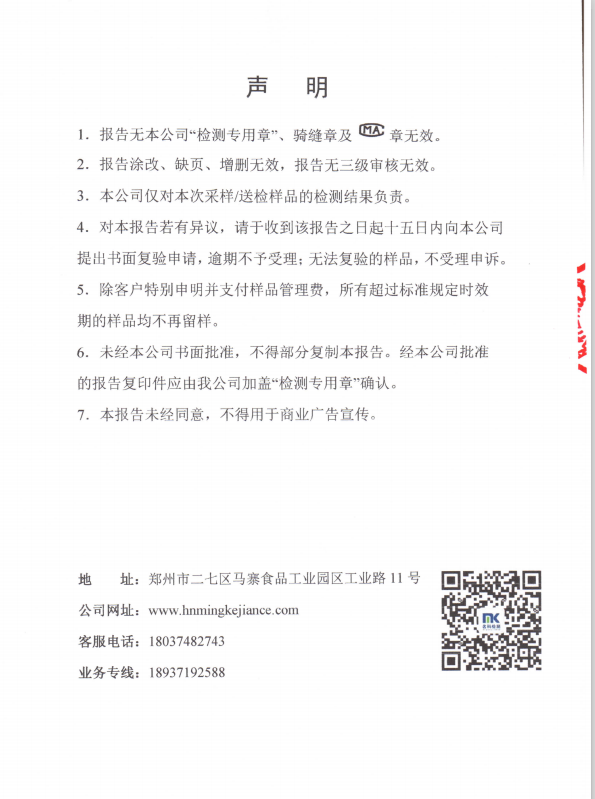 声 明
1．报告无本公司“检测专用章”、骑缝章及 MA 章无效。
2．报告涂改、缺页、增删无效，报告无三级审核无效。
3．本公司仅对本次采样/送检样品的检测结果负责。
4．对本报告若有异议，请于收到该报告之日起十五日内向本公司
提出书面复验申请，逾期不予受理；无法复验的样品，不受理申诉。
5．除客户特别申明并支付样品管理费，所有超过标准规定时效
期的样品均不再留样。
6．未经本公司书面批准，不得部分复制本报告。经本公司批准
的报告复印件应由我公司加盖“检测专用章”确认。
7．本报告未经同意，不得用于商业广告宣传。
地 址：郑州市二七区马寨食品工业园区工业路 11 号
公司网址：www.hnmingkejiance.com
客服电话：18037482743
业务专线：18937192588